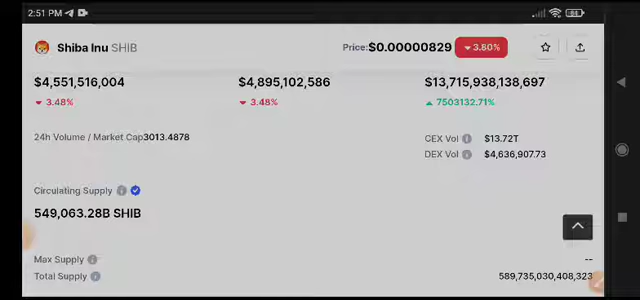 2:51 PM
Shiba Inu SHIB
Price:$0.00000829 3.80%
$4,551,516,004 $4,895,102,586 $13,715,938,138,697
3.48% 3.48% 7503132.71%
24h Volume / Market Cap3013.4878
CEX Vol $13.72T
DEX Vol $4,636,907.73
Circulating Supply
549,063.28B SHIB
Max Supply --
Total Supply 589,735,030,408,323